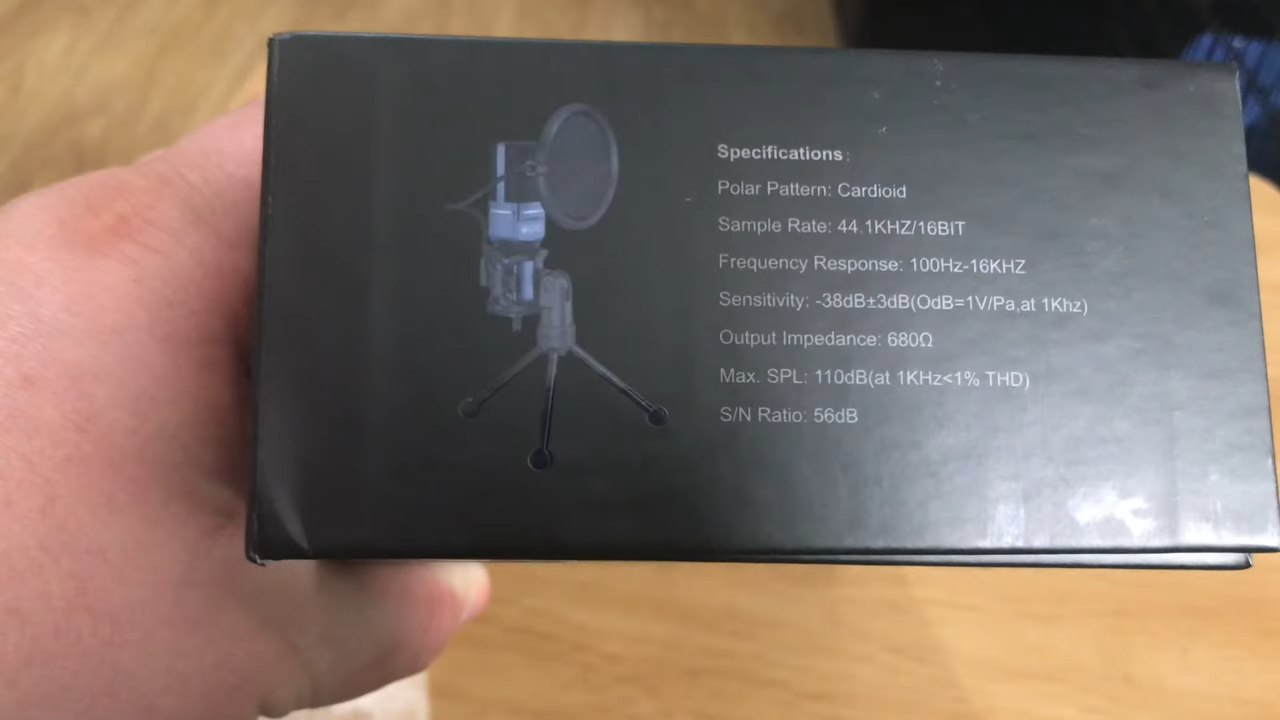 Specifications:
Polar Pattern: Cardioid
Sample Rate: 44.1KHZ/16BIT
Frequency Response: 100Hz-16KHZ
Sensitivity: -38dB±3dB(OdB=1V/Pa,at 1Khz)
Output Impedance: 680Ω
Max. SPL: 110dB(at 1KHz<1% THD)
S/N Ratio: 56dB